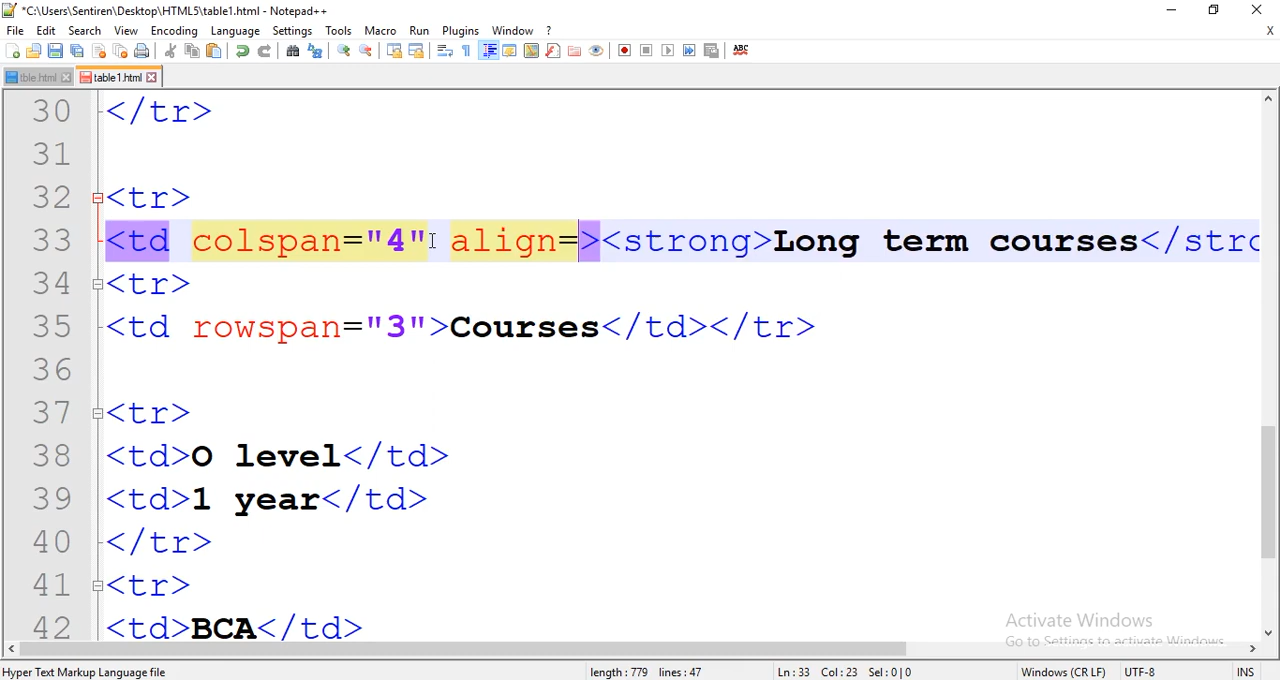 *C:\Users\Sentiren\Desktop\HTML5\table1.html - Notepad++
File Edit Search View Encoding Language Settings Tools Macro Run Plugins Window ? X
tble.html table1.html
30 </tr>
31
32 <tr>
33 <td colspan="4" align=><strong>Long term courses</stro
34 <tr>
35 <td rowspan="3">Courses</td></tr>
36
37 <tr>
38 <td>O level</td>
39 <td>1 year</td>
40 </tr>
41 <tr>
42 <td>BCA</td>
Activate Windows
Go to Settings to activate Windows.
Hyper Text Markup Language file length : 779 lines : 47 Ln : 33 Col : 23 Sel : 0 | 0 Windows (CR LF) UTF-8 INS